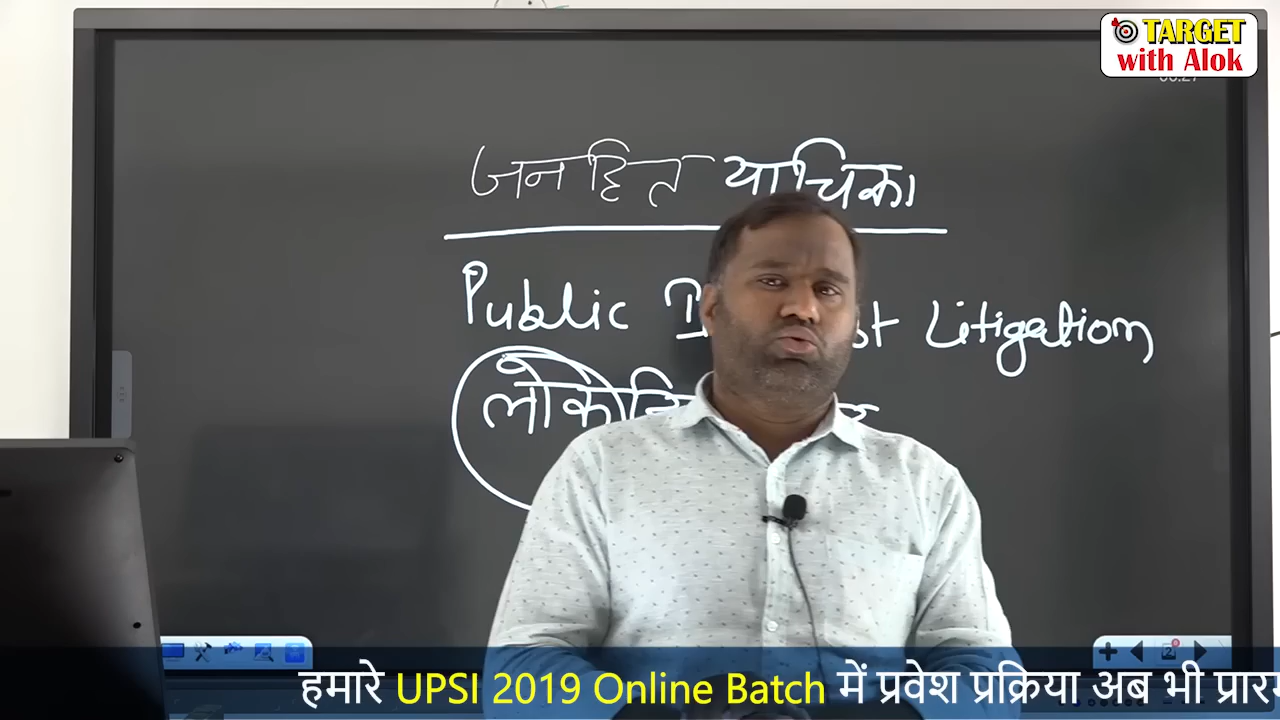 TARGET
with Alok
जनहित याचिका
Public Litigation
हमारे UPSI 2019 Online Batch में प्रवेश प्रक्रिया अब भी